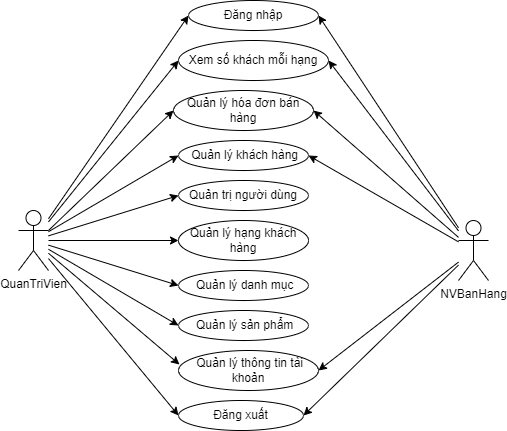 Đăng nhập
Xem số khách mỗi hạng
Quản lý hóa đơn bán
hàng
Quản lý khách hàng
Quản trị người dùng
Quản lý hạng khách
hàng
QuanTriVien
NVBanHang
Quản lý danh mục
Quản lý sản phẩm
Quản lý thông tin tải
khoản
Đăng xuất